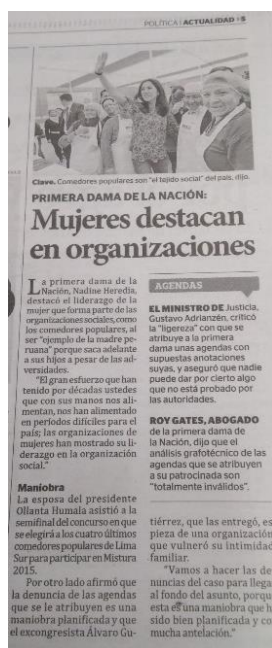 POLÍTICA | ACTUALIDAD • 5
Clave. Comedores populares son "el tejido social" del país, dijo.
PRIMERA DAMA DE LA NACIÓN:
Mujeres destacan
en organizaciones
La primera dama de la
Nación, Nadine Heredia,
destacó el liderazgo de la
mujer que forma parte de las
organizaciones sociales, como
los comedores populares, al
ser "ejemplo de la madre pe-
ruana" porque saca adelante
a sus hijos a pesar de las ad-
versidades.
"El gran esfuerzo que han
tenido por décadas ustedes
que con sus manos nos ali-
mentan, nos han alimentado
en períodos difíciles para el
país; las organizaciones de
mujeres han mostrado su li-
derazgo en la organización
social."
Maniobra
La esposa del presidente
Ollanta Humala asistió a la
semifinal del concurso en que
se elegirá a los cuatro últimos
comedores populares de Lima
Sur para participar en Mistura
2015.
Por otro lado afirmó que
la denuncia de las agendas
que se le atribuyen es una
maniobra planificada y que
el excongresista Álvaro Gu-
AGENDAS
EL MINISTRO DE Justicia,
Gustavo Adrianzén, criticó
la "ligereza" con que se
atribuye a la primera
dama unas agendas con
supuestas anotaciones
suyas, y aseguró que nadie
puede dar por cierto algo
que no está probado por
las autoridades.
ROY GATES, ABOGADO
de la primera dama de
la Nación, dijo que el
análisis grafotécnico de las
agendas que se atribuyen
a su patrocinada son
"totalmente inválidos".
tiérrez, que las entregó, es
pieza de una organización
que vulneró su intimidad
familiar.
"Vamos a hacer las de
nuncias del caso para llega
al fondo del asunto, porqu
esta es una maniobra que h
sido bien planificada y co
mucha antelación."